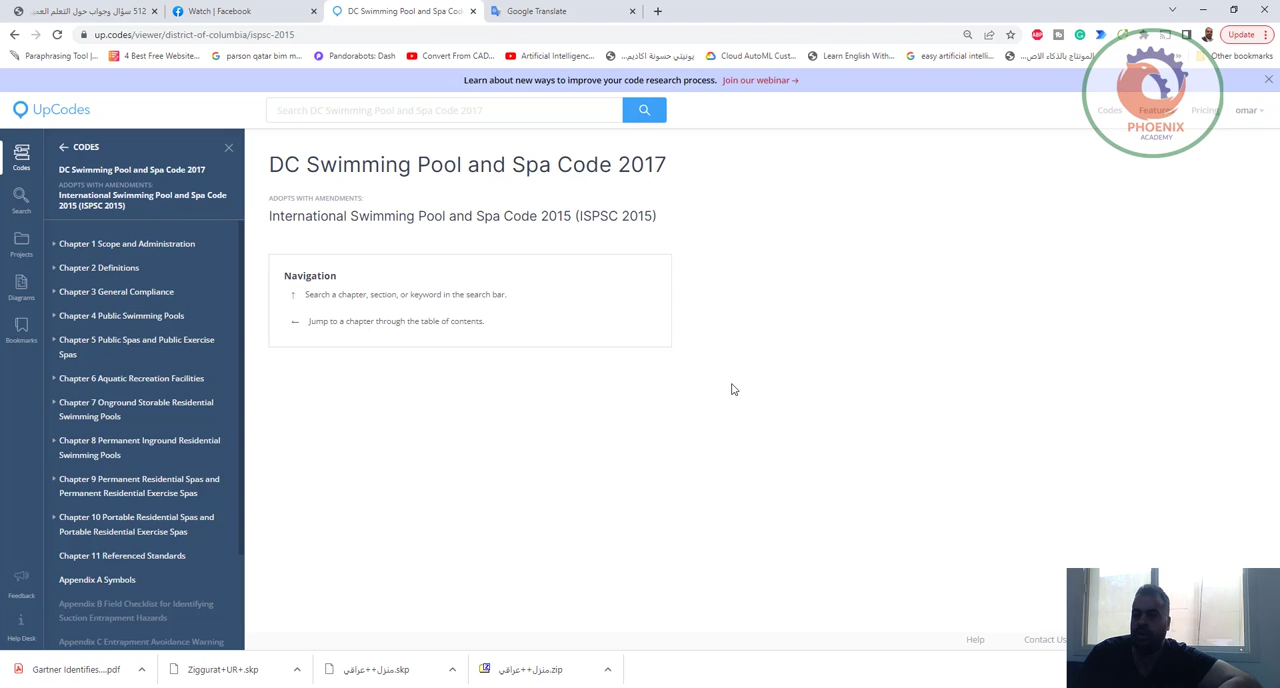 512 سؤال وجواب حول التعلم العمي
Watch | Facebook
DC Swimming Pool and Spa Code:
Google Translate
up.codes/viewer/district-of-columbia/ispsc-2015
Update
Paraphrasing Tool |
4 Best Free Website...
parson qatar bim m...
Pandorabots: Dash
Convert From CAD...
Artificial Intelligenc...
يونيتي حسونة اكاديم...
Cloud AutoML Cust...
Learn English With...
easy artificial intelli...
المونتاج بالذكاء الاص...
Other bookmarks
Learn about new ways to improve your code research process. Join our webinar →
UpCodes
Search DC Swimming Pool and Spa Code 2017
Codes
Features
Pricing
omar
PHOENIX
ACADEMY
Codes
Search
Projects
Diagrams
Bookmarks
Feedback
Help Desk
CODES
DC Swimming Pool and Spa Code 2017
ADOPTS WITH AMENDMENTS:
International Swimming Pool and Spa Code
2015 (ISPSC 2015)
Chapter 1 Scope and Administration
Chapter 2 Definitions
Chapter 3 General Compliance
Chapter 4 Public Swimming Pools
Chapter 5 Public Spas and Public Exercise
Spas
Chapter 6 Aquatic Recreation Facilities
Chapter 7 Onground Storable Residential
Swimming Pools
Chapter 8 Permanent Inground Residential
Swimming Pools
Chapter 9 Permanent Residential Spas and
Permanent Residential Exercise Spas
Chapter 10 Portable Residential Spas and
Portable Residential Exercise Spas
Chapter 11 Referenced Standards
Appendix A Symbols
Appendix B Field Checklist for Identifying
Suction Entrapment Hazards
Appendix C Entrapment Avoidance Warning
DC Swimming Pool and Spa Code 2017
ADOPTS WITH AMENDMENTS:
International Swimming Pool and Spa Code 2015 (ISPSC 2015)
Navigation
↑ Search a chapter, section, or keyword in the search bar.
← Jump to a chapter through the table of contents.
Help
Contact Us
Gartner Identifies....pdf
Ziggurat+UR+.skp
منزل++عراقي.skp
منزل++عراقي.zip